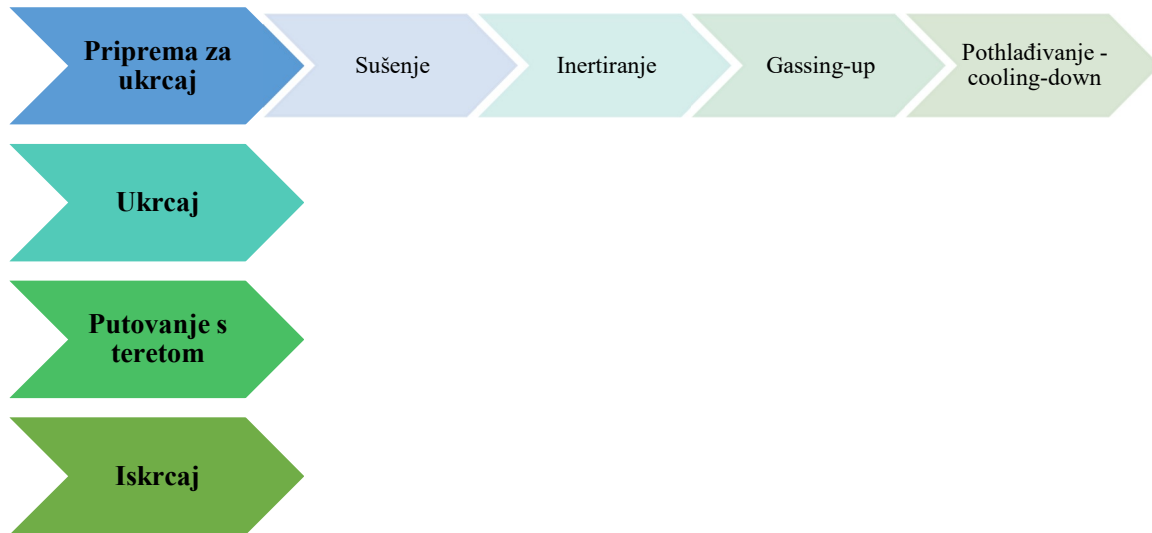 Priprema za
ukrcaj
Sušenje
Inertiranje
Gassing-up
Pothlađivanje -
cooling-down
Ukrcaj
Putovanje s
teretom
Iskrcaj